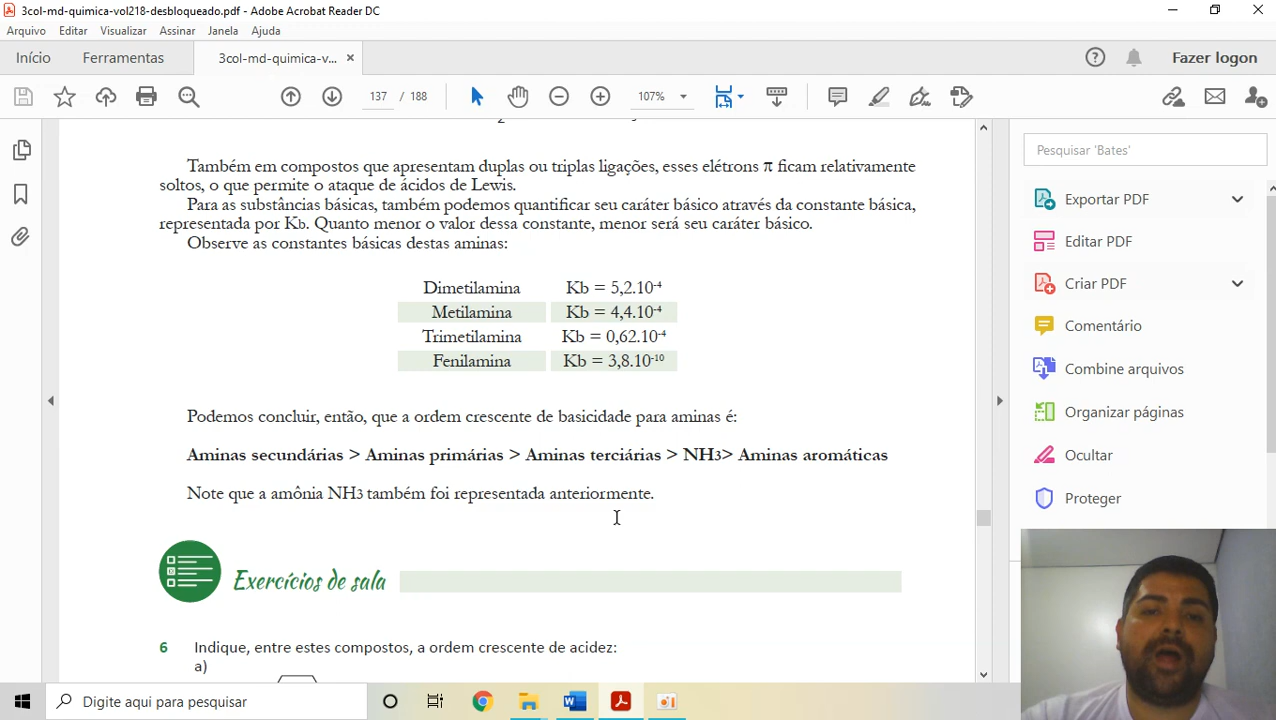 3col-md-quimica-vol218-desbloqueado.pdf - Adobe Acrobat Reader DC
Arquivo Editar Visualizar Assinar Janela Ajuda
Início Ferramentas 3col-md-quimica-v... Fazer logon
137 / 188 107%
Também em compostos que apresentam duplas ou triplas ligações, esses elétrons π ficam relativamente
soltos, o que permite o ataque de ácidos de Lewis.
Para as substâncias básicas, também podemos quantificar seu caráter básico através da constante básica,
representada por Kb. Quanto menor o valor dessa constante, menor será seu caráter básico.
Observe as constantes básicas destas aminas:
Dimetilamina Kb = 5,2.10⁻⁴
Metilamina Kb = 4,4.10⁻⁴
Trimetilamina Kb = 0,62.10⁻⁴
Fenilamina Kb = 3,8.10⁻¹⁰
Podemos concluir, então, que a ordem crescente de basicidade para aminas é:
Aminas secundárias > Aminas primárias > Aminas terciárias > NH3> Aminas aromáticas
Note que a amônia NH3 também foi representada anteriormente.
Exercícios de sala
6 Indique, entre estes compostos, a ordem crescente de acidez:
a)
Pesquisar 'Bates'
Exportar PDF
Editar PDF
Criar PDF
Comentário
Combine arquivos
Organizar páginas
Ocultar
Proteger
Digite aqui para pesquisar